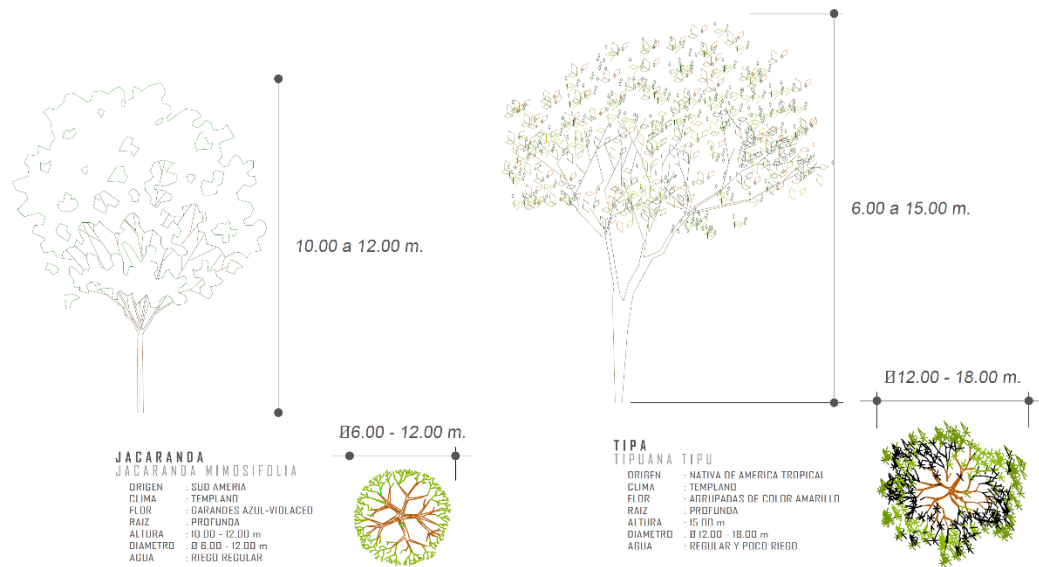 10.00 a 12.00 m.
Ø6.00 - 12.00 m.
JACARANDA
JACARANDA MIMOSIFOLIA
ORIGEN : SUD AMERIA
CLIMA : TEMPLANO
FLOR : GARANDES AZUL-VIOLACEO
RAIZ : PROFUNDA
ALTURA : 10.00 - 12.00 m
DIAMETRO : Ø 6.00 - 12.00 m
AGUA : RIEGO REGULAR
6.00 a 15.00 m.
Ø12.00 - 18.00 m.
TIPA
TIPUANA TIPU
ORIGEN : NATIVA DE AMERICA TROPICAL
CLIMA : TEMPLANO
FLOR : AGRUPADAS DE COLOR AMARILLO
RAIZ : PROFUNDA
ALTURA : 15.00 m
DIAMETRO : Ø 12.00 - 18.00 m
AGUA : REGULAR Y POCO RIEGO